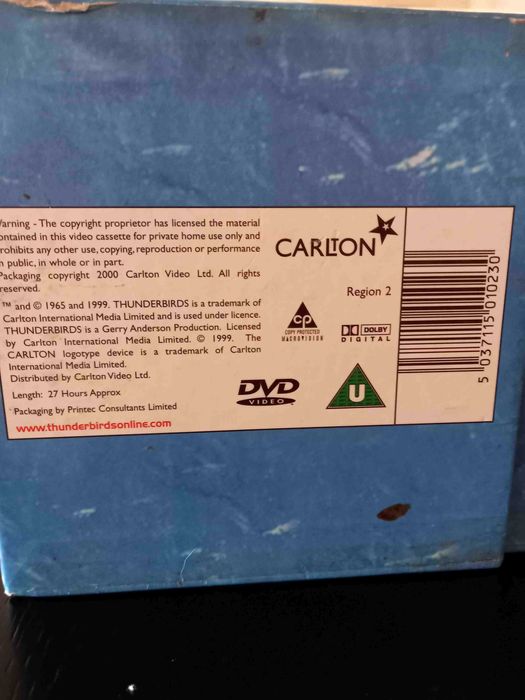 arning - The copyright proprietor has licensed the material
ontained in this video cassette for private home use only and
rohibits any other use, copying, reproduction or performance
n public, in whole or in part.
Packaging copyright 2000 Carlton Video Ltd. All rights
reserved.
™ and © 1965 and 1999. THUNDERBIRDS is a trademark of
Carlton International Media Limited and is used under licence.
THUNDERBIRDS is a Gerry Anderson Production. Licensed
by Carlton International Media Limited. © 1999. The
CARLTON logotype device is a trademark of Carlton
International Media Limited.
Distributed by Carlton Video Ltd.
Length: 27 Hours Approx
Packaging by Printec Consultants Limited
www.thunderbirdsonline.com
CARLTON
Region 2
CP
COPY PROTECTED
MACROVISION
DOLBY
DIGITAL
DVD
VIDEO
U
5 037115 010230